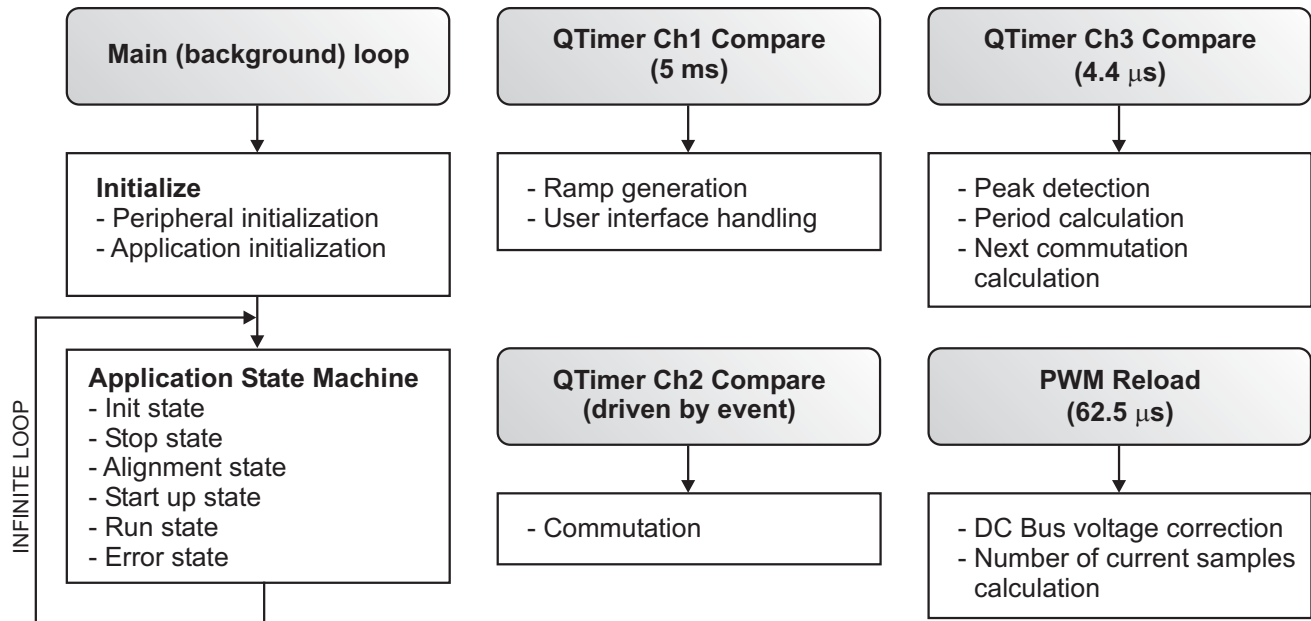 Main (background) loop
Initialize
- Peripheral initialization
- Application initialization
INFINITE LOOP
Application State Machine
- Init state
- Stop state
- Alignment state
- Start up state
- Run state
- Error state
QTimer Ch1 Compare
(5 ms)
- Ramp generation
- User interface handling
QTimer Ch2 Compare
(driven by event)
- Commutation
QTimer Ch3 Compare
(4.4 μs)
- Peak detection
- Period calculation
- Next commutation
calculation
PWM Reload
(62.5 μs)
- DC Bus voltage correction
- Number of current samples
calculation